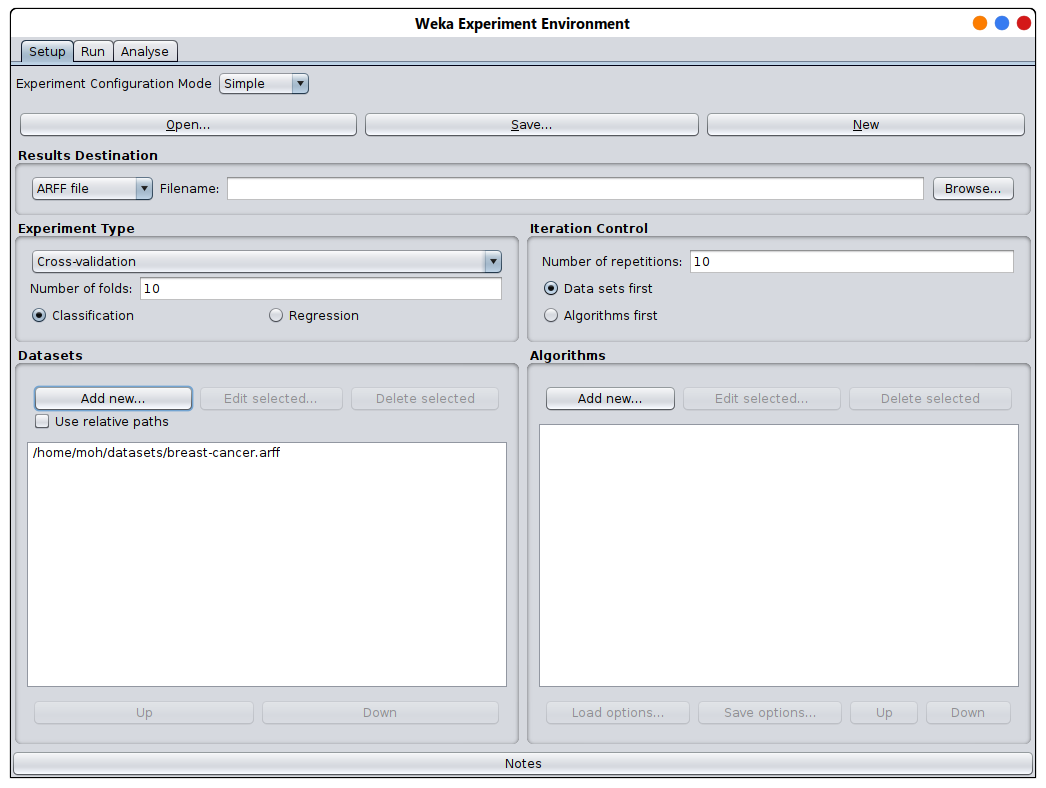 Weka Experiment Environment
Setup Run Analyse
Experiment Configuration Mode Simple
Open... Save... New
Results Destination
ARFF file Filename: Browse...
Experiment Type
Cross-validation
Number of folds: 10
Classification Regression
Iteration Control
Number of repetitions: 10
Data sets first
Algorithms first
Datasets
Add new... Edit selected... Delete selected
Use relative paths
/home/moh/datasets/breast-cancer.arff
Up Down
Algorithms
Add new... Edit selected... Delete selected
Load options... Save options... Up Down
Notes